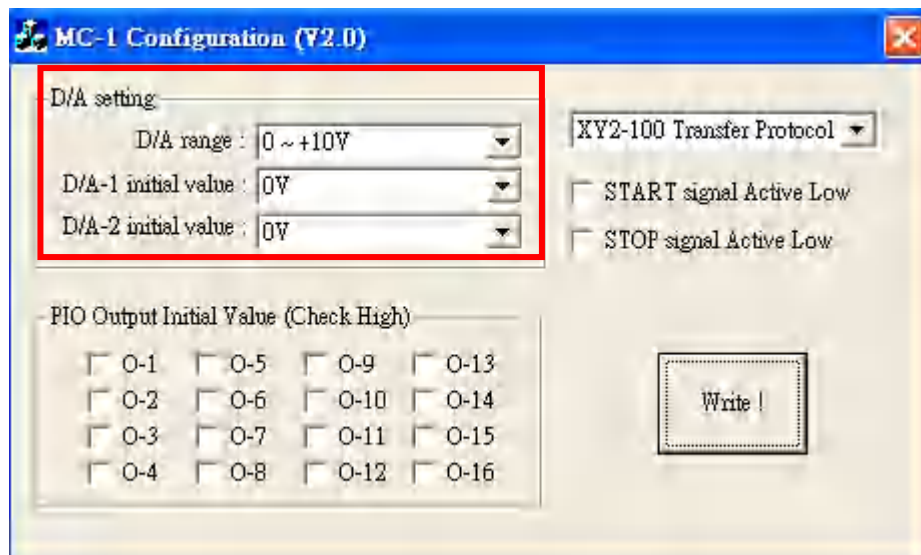 MC-1 Configuration (V2.0)
D/A setting
D/A range : 0 ~ +10V
D/A-1 initial value : 0V
D/A-2 initial value : 0V
XY2-100 Transfer Protocol
START signal Active Low
STOP signal Active Low
PIO Output Initial Value (Check High)
O-1 O-5 O-9 O-13
O-2 O-6 O-10 O-14
O-3 O-7 O-11 O-15
O-4 O-8 O-12 O-16
Write !